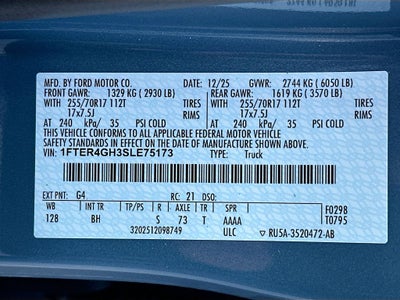 MFD. BY FORD MOTOR CO. 12/25 GVWR: 2744 KG ( 6050 LB)
FRONT GAWR: 1329 KG ( 2930 LB) REAR GAWR: 1619 KG ( 3570 LB)
WITH WITH
255/70R17 112T TIRES 255/70R17 112T TIRES
17x7.5J RIMS 17x7.5J RIMS
AT 240 kPa/ 35 PSI COLD AT 240 kPa/ 35 PSI COLD
THIS VEHICLE CONFORMS TO ALL APPLICABLE FEDERAL MOTOR VEHICLE
SAFETY STANDARDS IN EFFECT ON THE DATE OF MANUFACTURE SHOWN ABOVE.
VIN: 1FTER4GH3SLE75173 TYPE: Truck
EXT PNT: G4 RC: 21 DSO:
WB INT TR TP/PS R AXLE TR SPR F0298
128 BH S 73 T AAAA T0795
3202512098749 ULC RU5A-3520472-AB